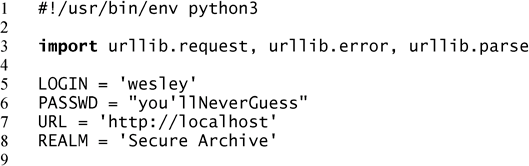 1 #!/usr/bin/env python3
2
3 import urllib.request, urllib.error, urllib.parse
4
5 LOGIN = 'wesley'
6 PASSWD = "you'llNeverGuess"
7 URL = 'http://localhost'
8 REALM = 'Secure Archive'
9